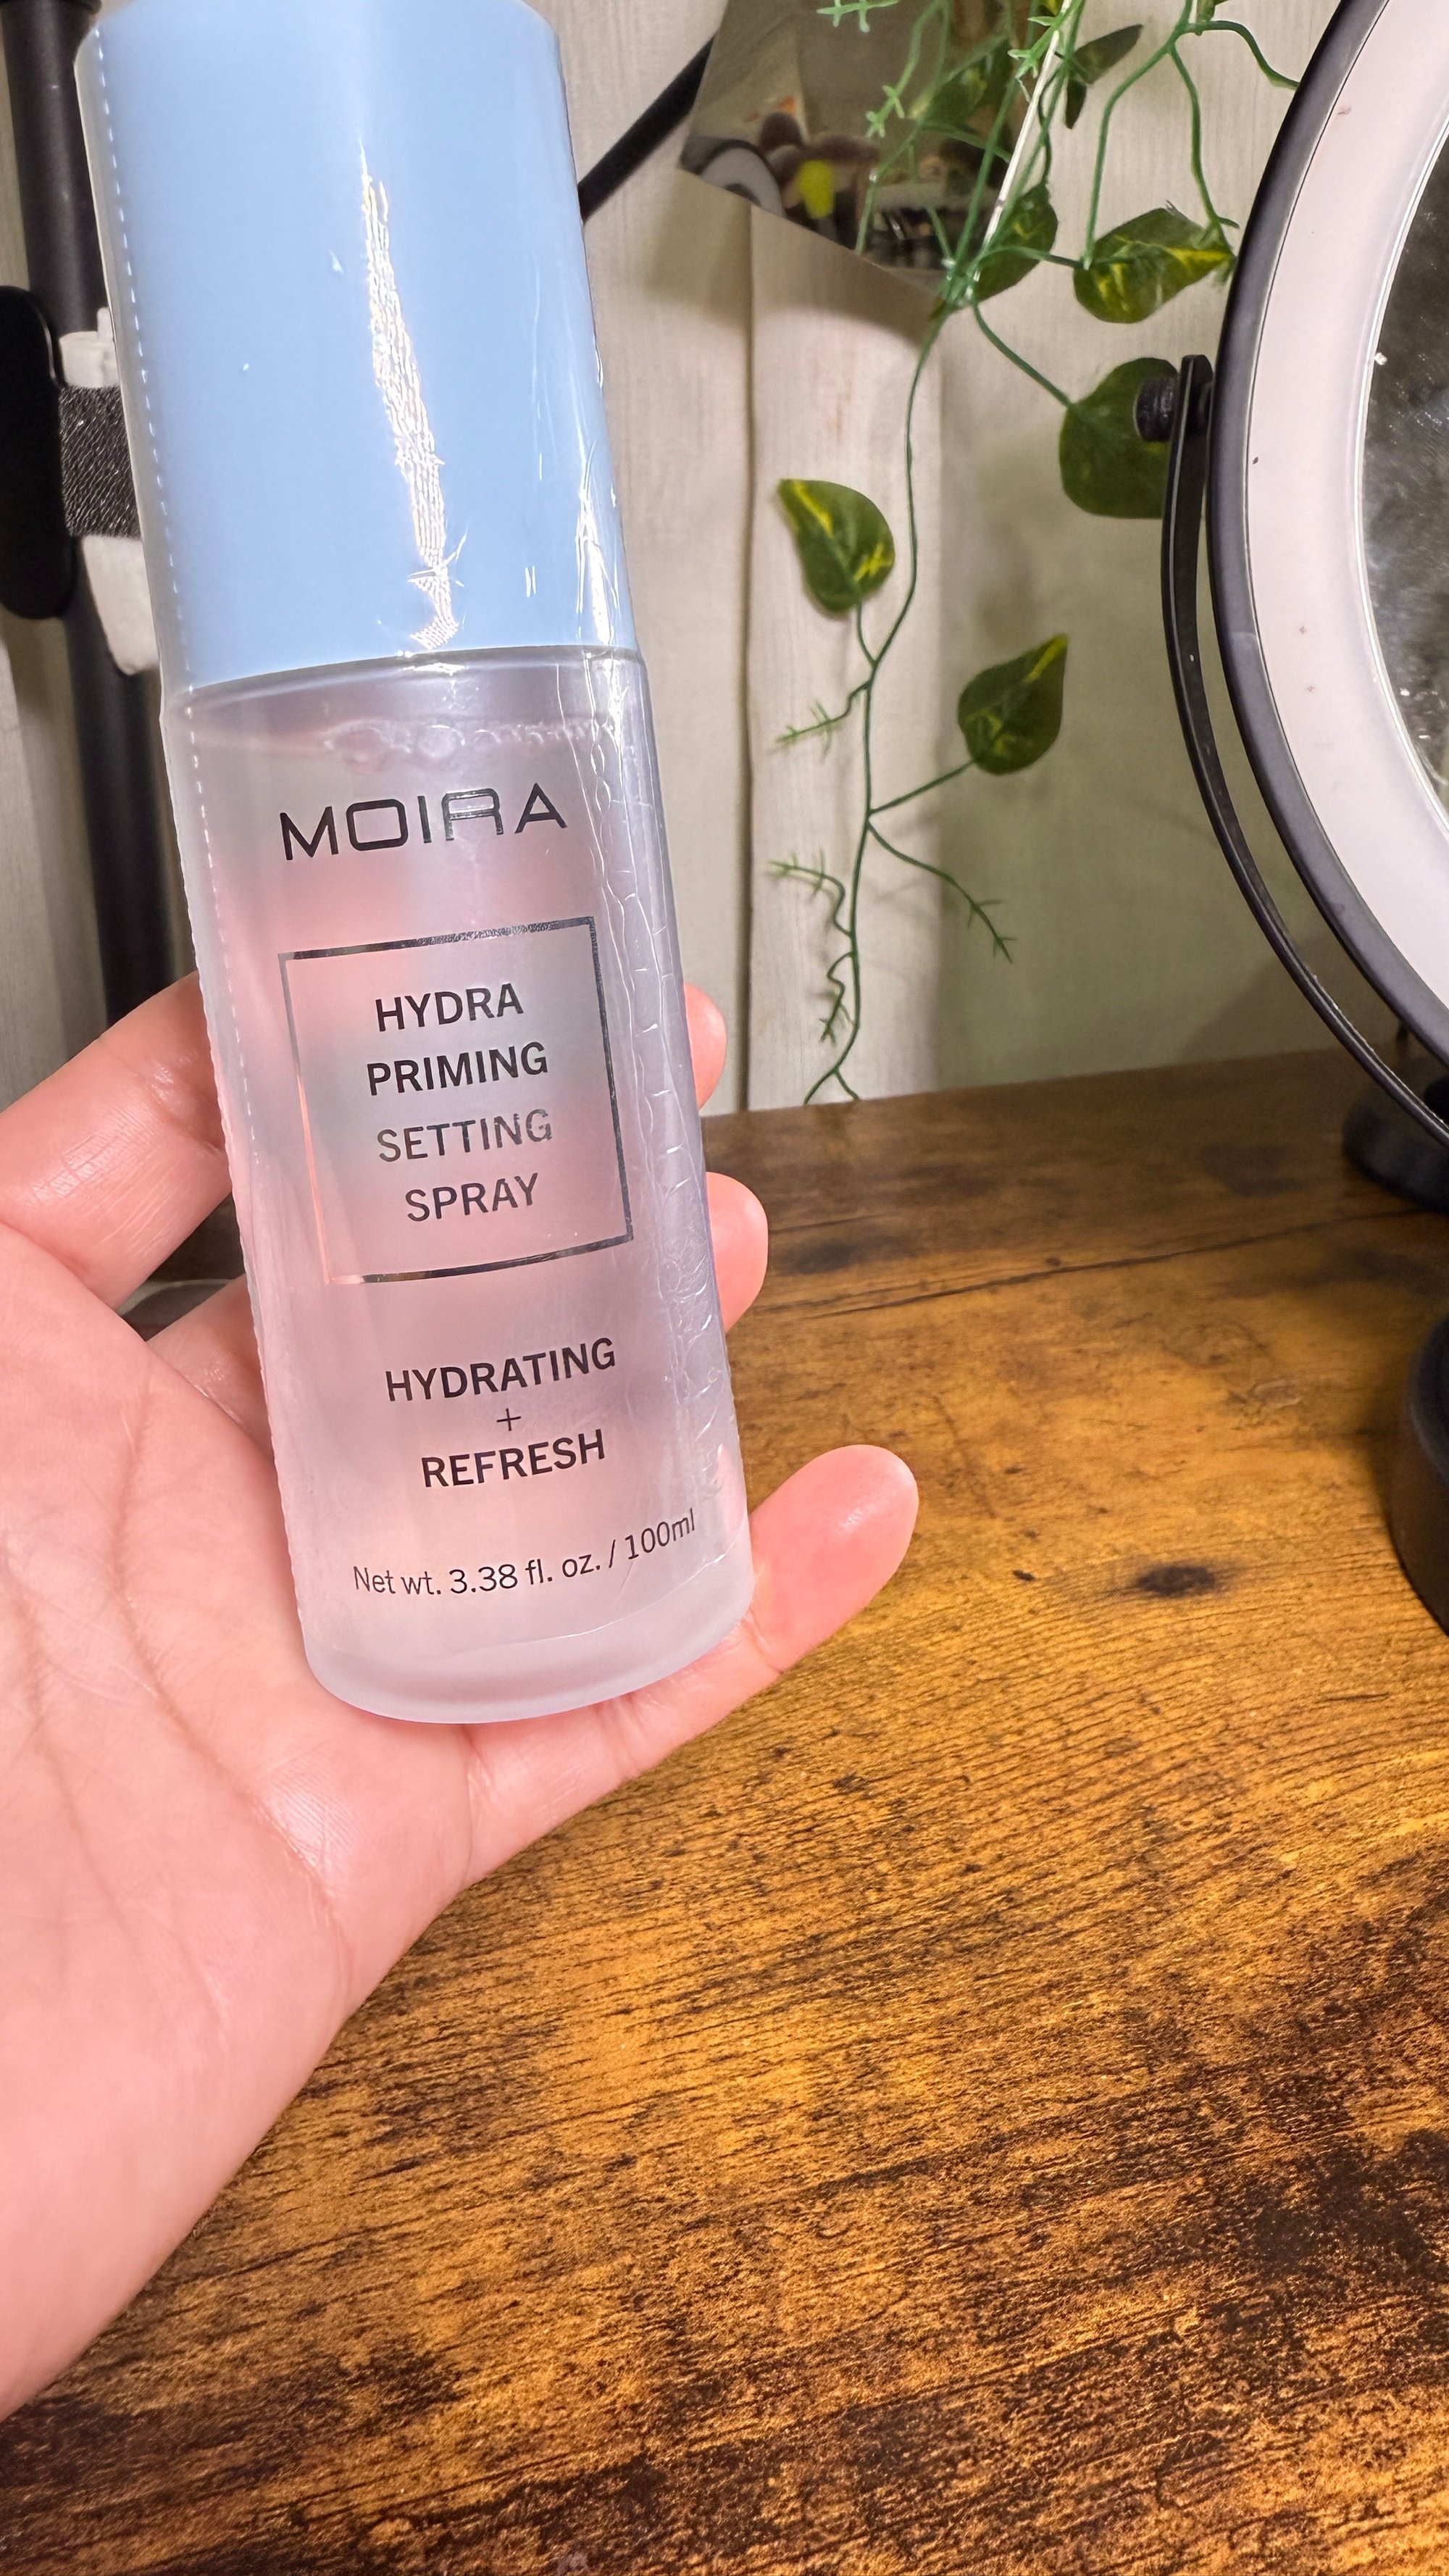 MOIRA
HYDRA
PRIMING
SETTING
SPRAY
HYDRATING
+
REFRESH
Net wt. 3.38 fl. oz. / 100ml